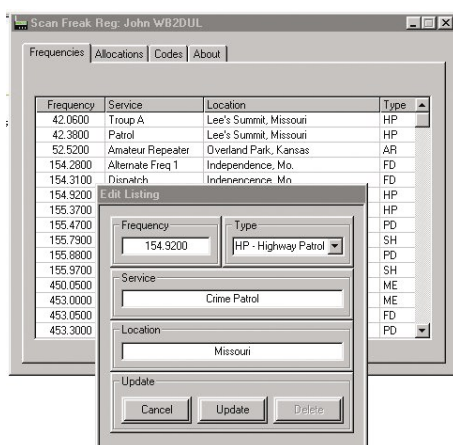 Scan Freak Reg: John WB2DUL
Frequencies Allocations Codes About
Frequency Service Location Type
42.0600 Troup A Lee's Summit, Missouri HP
42.3800 Patrol Lee's Summit, Missouri HP
52.5200 Amateur Repeater Overland Park, Kansas AR
154.2800 Alternate Freq 1 Independence, Mo. FD
154.3100 Dispatch Indepencence, Mo. FD
154.9200 HP
155.3700 HP
155.4700 PD
155.7900 SH
155.8800 PD
155.9700 SH
450.0500 ME
453.0000 ME
453.0500 FD
453.3000 PD
Edit Listing
Frequency Type
154.9200 HP - Highway Patrol
Service
Crime Patrol
Location
Missouri
Update
Cancel Update Delete